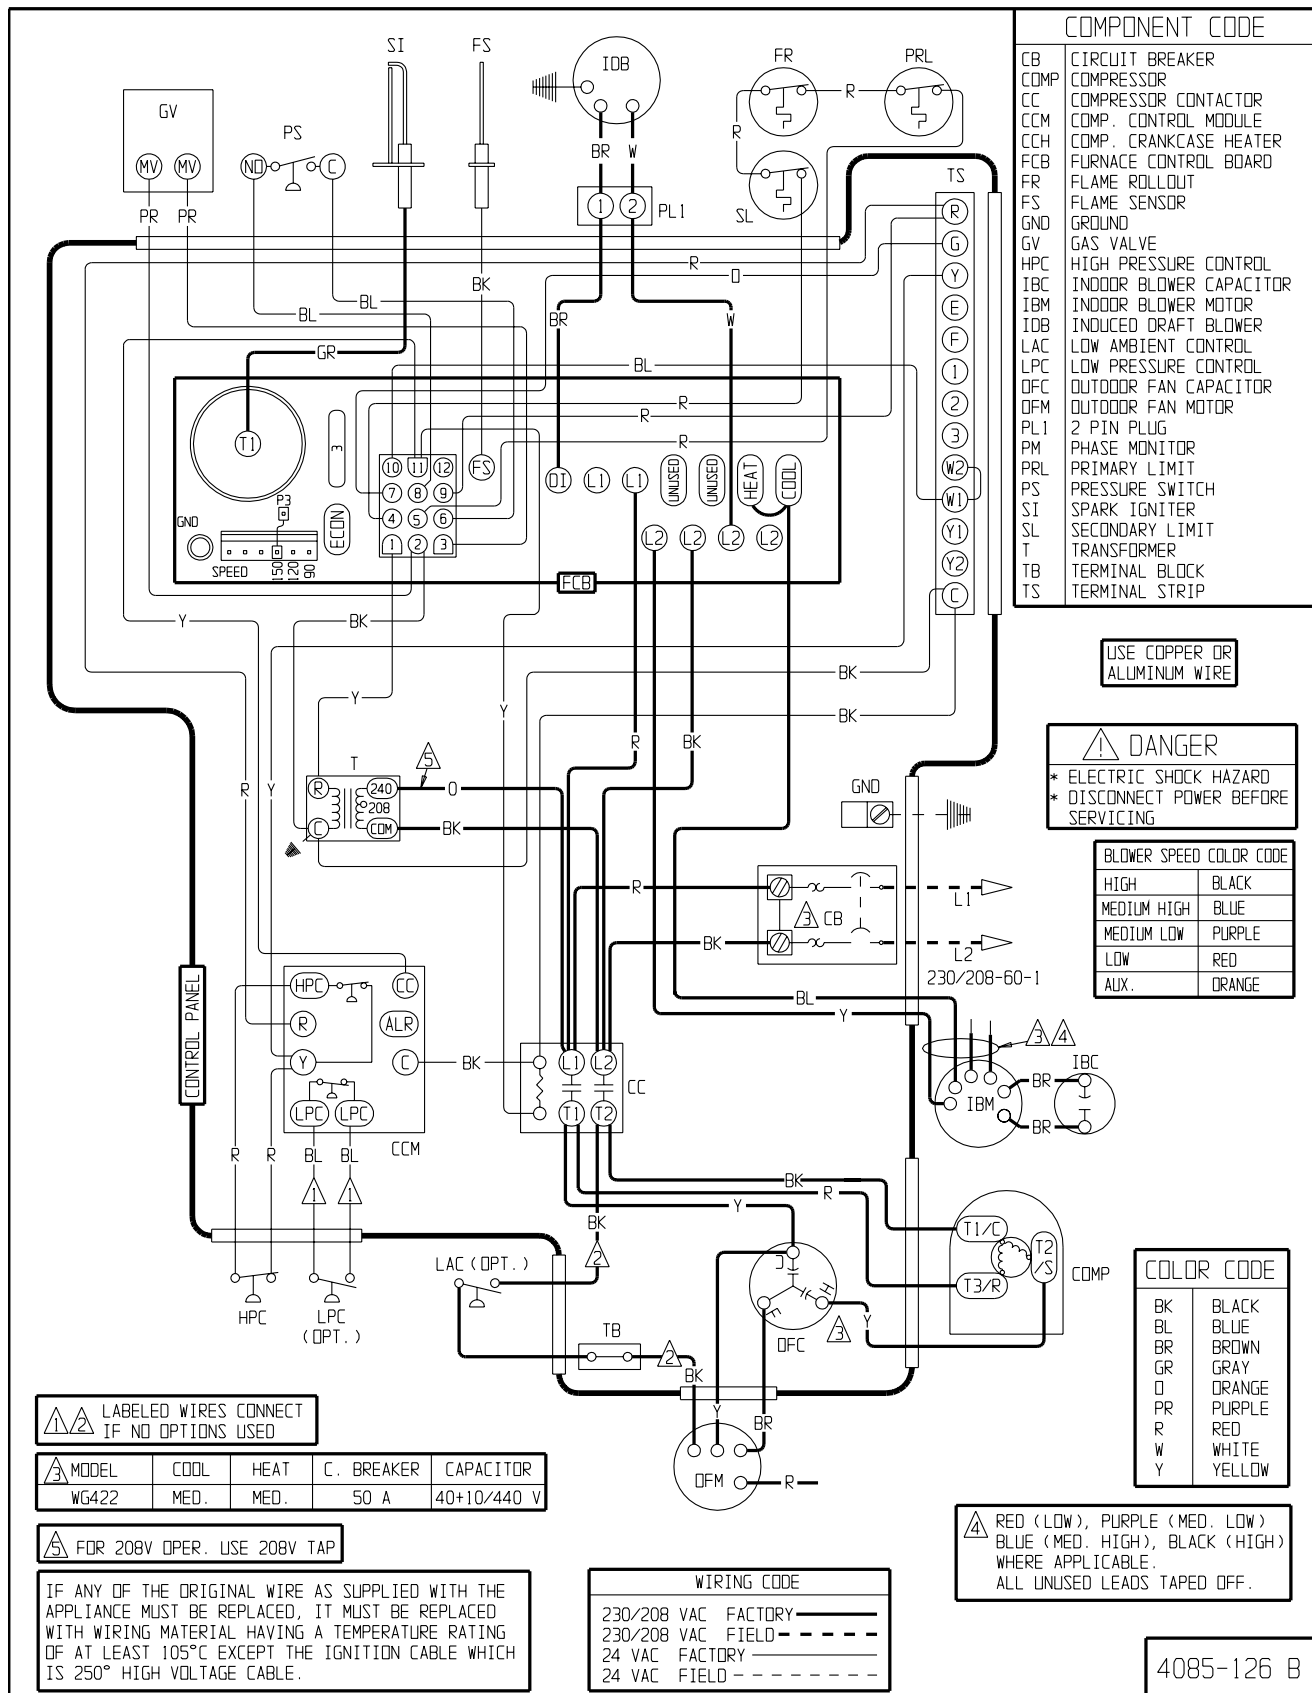 COMPONENT CODE
CB CIRCUIT BREAKER
COMP COMPRESSOR
CC COMPRESSOR CONTACTOR
CCM COMP. CONTROL MODULE
CCH COMP. CRANKCASE HEATER
FCB FURNACE CONTROL BOARD
FR FLAME ROLLOUT
FS FLAME SENSOR
GND GROUND
GV GAS VALVE
HPC HIGH PRESSURE CONTROL
IBC INDOOR BLOWER CAPACITOR
IBM INDOOR BLOWER MOTOR
IDB INDUCED DRAFT BLOWER
LAC LOW AMBIENT CONTROL
LPC LOW PRESSURE CONTROL
OFC OUTDOOR FAN CAPACITOR
OFM OUTDOOR FAN MOTOR
PL1 2 PIN PLUG
PM PHASE MONITOR
PRL PRIMARY LIMIT
PS PRESSURE SWITCH
SI SPARK IGNITER
SL SECONDARY LIMIT
T TRANSFORMER
TB TERMINAL BLOCK
TS TERMINAL STRIP
SI FS
IDB
FR PRL
GV
PS
MV MV NO C
R
R
BR W
PR PR
1 2 PL1
SL
TS
R
G
Y
E
F
1
2
3
W2
W1
Y1
Y2
C
R
O
BK
BL
BL
BR W
GR
BL
R
R
R
T1
3
10 11 12
7 8 9
4 5 6
1 2 3
FS
DI L1 L1 UNUSED UNUSED HEAT COOL
L2 L2 L2 L2
P3
GND
SPEED
150
120
90
ECON
FCB
Y
BK
BK
BK
Y
Y
R BK
USE COPPER OR
ALUMINUM WIRE
! DANGER
* ELECTRIC SHOCK HAZARD
* DISCONNECT POWER BEFORE
SERVICING
T
5
R 240
208
C COM
O
BK
R Y
GND
BLOWER SPEED COLOR CODE
HIGH BLACK
MEDIUM HIGH BLUE
MEDIUM LOW PURPLE
LOW RED
AUX. ORANGE
R
3 CB
BK
L1
L2
230/208-60-1
CONTROL PANEL
HPC CC
R ALR
Y C
LPC LPC
CCM
BK
L1 L2
T1 T2
CC
BL
Y
3 4
IBM
BR
BR
IBC
R R BL BL
1 1
BK
R
Y
BK
2
LAC (OPT.)
HPC
LPC
(OPT.)
TB
2
BK
C
F
H
OFC
3
Y
T1/C
T2
/S
T3/R
COMP
Y
BR
OFM
R
COLOR CODE
BK BLACK
BL BLUE
BR BROWN
GR GRAY
O ORANGE
PR PURPLE
R RED
W WHITE
Y YELLOW
1 2 LABELED WIRES CONNECT
IF NO OPTIONS USED
3 MODEL COOL HEAT C. BREAKER CAPACITOR
WG422 MED. MED. 50 A 40+10/440 V
5 FOR 208V OPER. USE 208V TAP
IF ANY OF THE ORIGINAL WIRE AS SUPPLIED WITH THE
APPLIANCE MUST BE REPLACED, IT MUST BE REPLACED
WITH WIRING MATERIAL HAVING A TEMPERATURE RATING
OF AT LEAST 105°C EXCEPT THE IGNITION CABLE WHICH
IS 250° HIGH VOLTAGE CABLE.
WIRING CODE
230/208 VAC FACTORY
230/208 VAC FIELD
24 VAC FACTORY
24 VAC FIELD
4 RED (LOW), PURPLE (MED. LOW)
BLUE (MED. HIGH), BLACK (HIGH)
WHERE APPLICABLE.
ALL UNUSED LEADS TAPED OFF.
4085-126 B